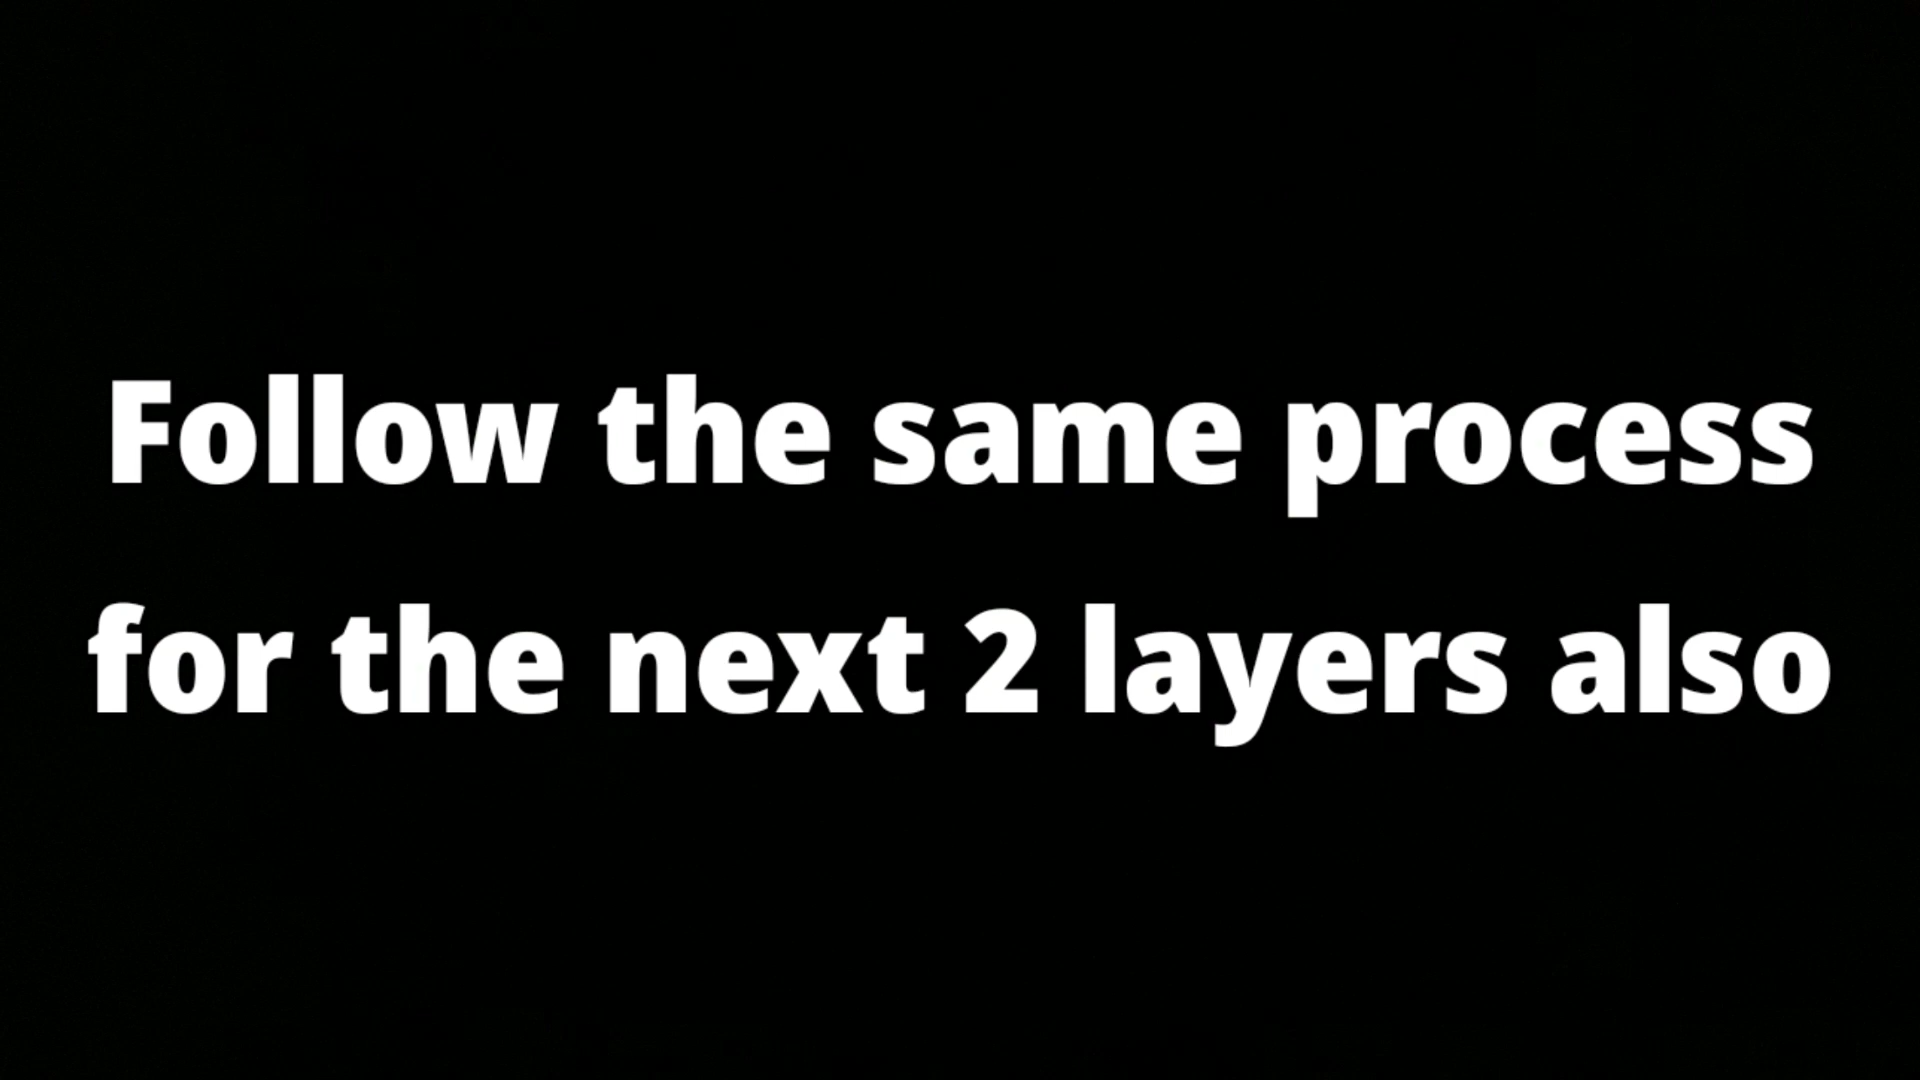 Follow the same process
for the next 2 layers also